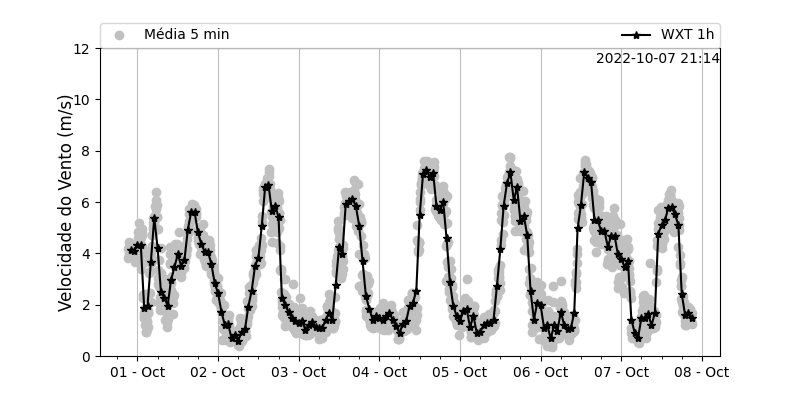 Média 5 min WXT 1h
2022-10-07 21:14
Velocidade do Vento (m/s)
12
10
8
6
4
2
0
01 - Oct 02 - Oct 03 - Oct 04 - Oct 05 - Oct 06 - Oct 07 - Oct 08 - Oct